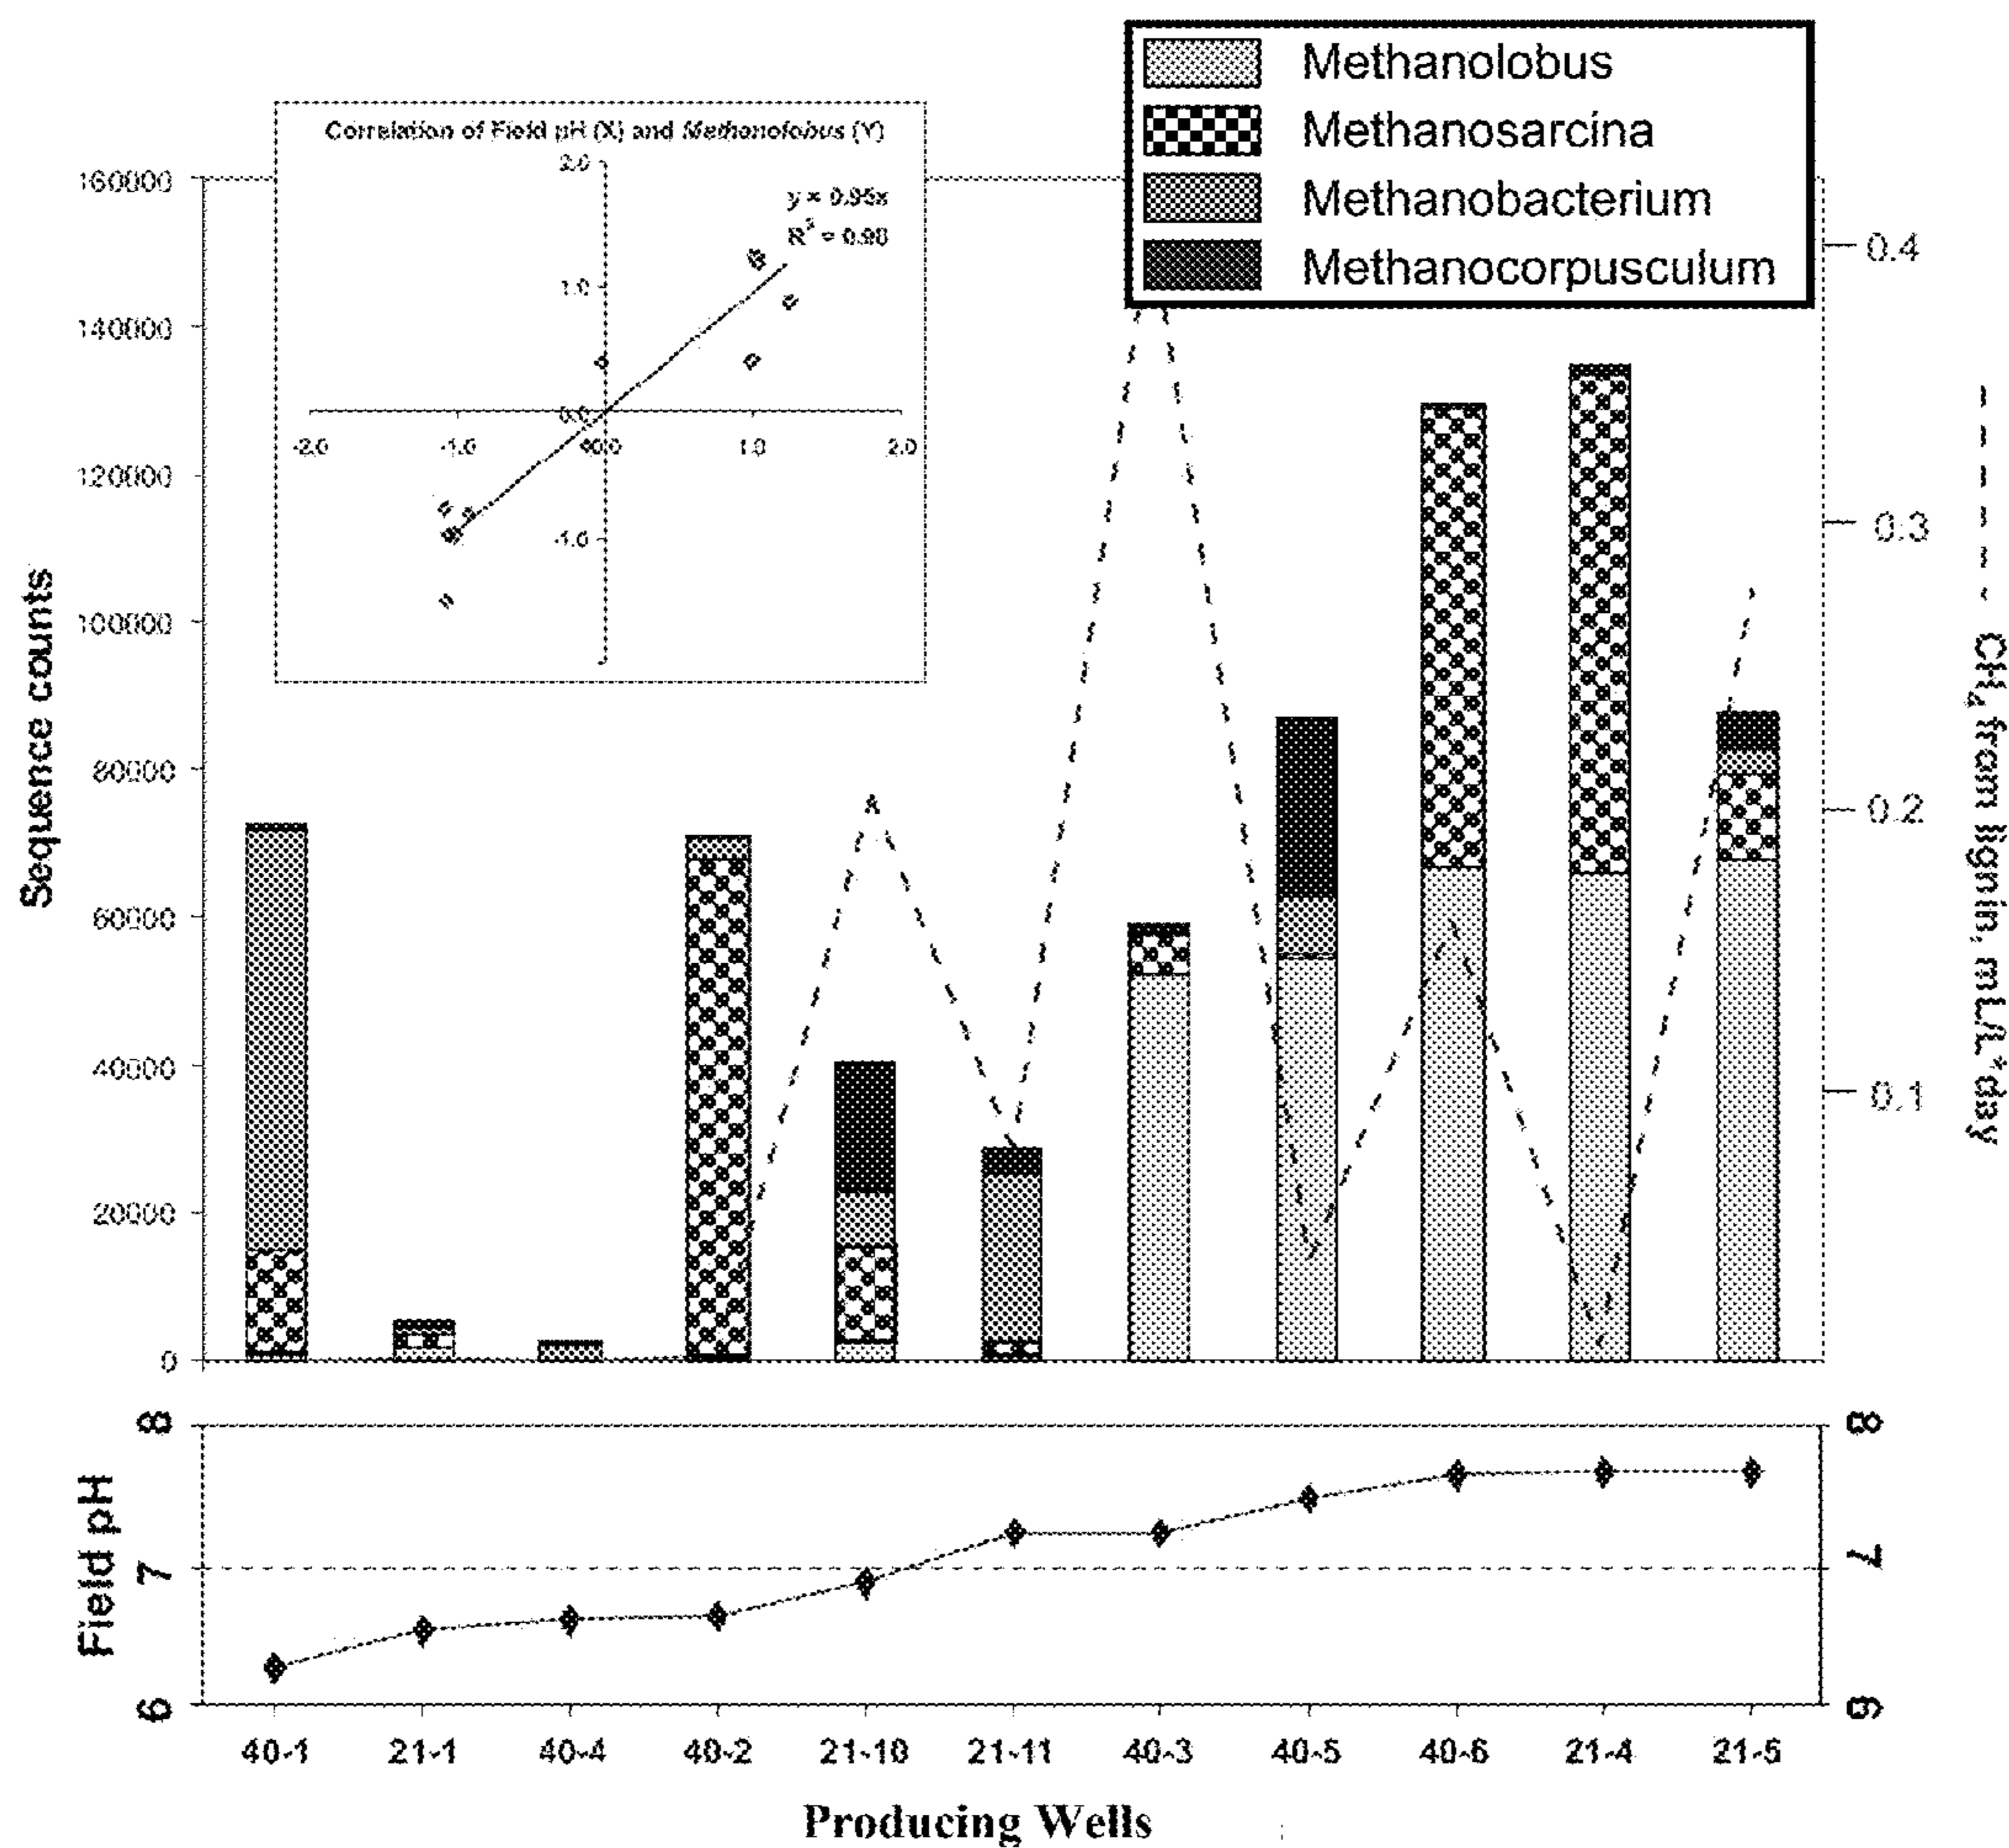 Methanolobus
Methanosarcina
Methanobacterium
Methanocorpusculum
Correlation of Field pH (X) and Methanolobus (Y)
2.0
y = 0.95x
R² = 0.90
1.0
0.0
-2.0 -1.0 0.0 1.0 2.0
-1.0
160000
140000
120000
100000
80000
60000
40000
20000
0
Sequence counts
0.4
0.3
0.2
0.1
CH₄ from lignin, mL/L*day
8
7
6
Field pH
8
7
6
40-1 21-1 40-4 40-2 21-10 21-11 40-3 40-5 40-6 21-4 21-5
Producing Wells